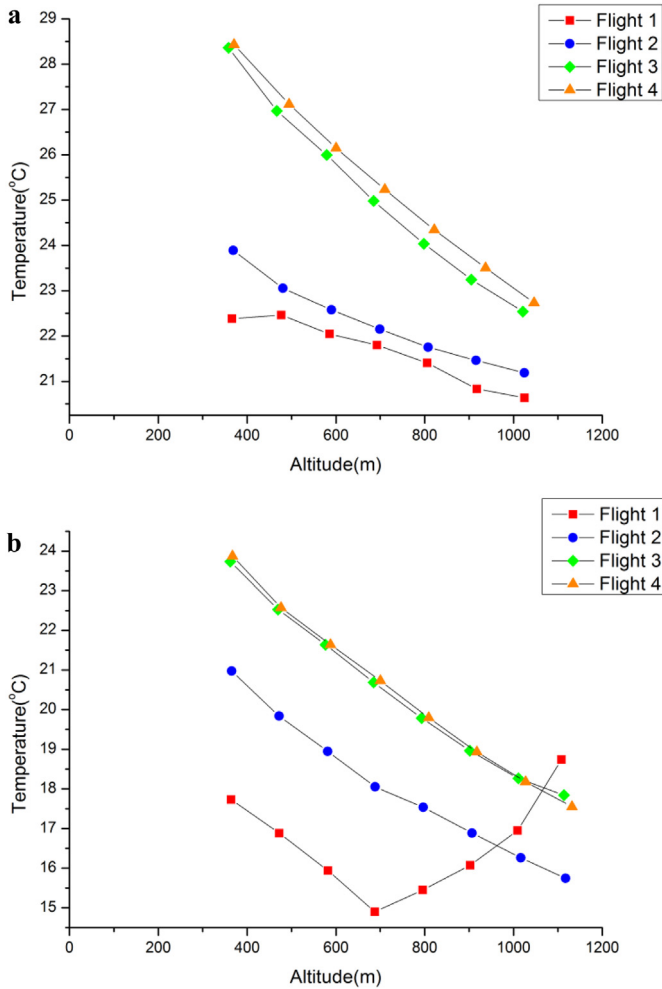 a
29
28
27
26
25
24
23
22
21
Temperature(°C)
0 200 400 600 800 1000 1200
Altitude(m)
Flight 1
Flight 2
Flight 3
Flight 4
b
24
23
22
21
20
19
18
17
16
15
Temperature(°C)
0 200 400 600 800 1000 1200
Altitude(m)
Flight 1
Flight 2
Flight 3
Flight 4